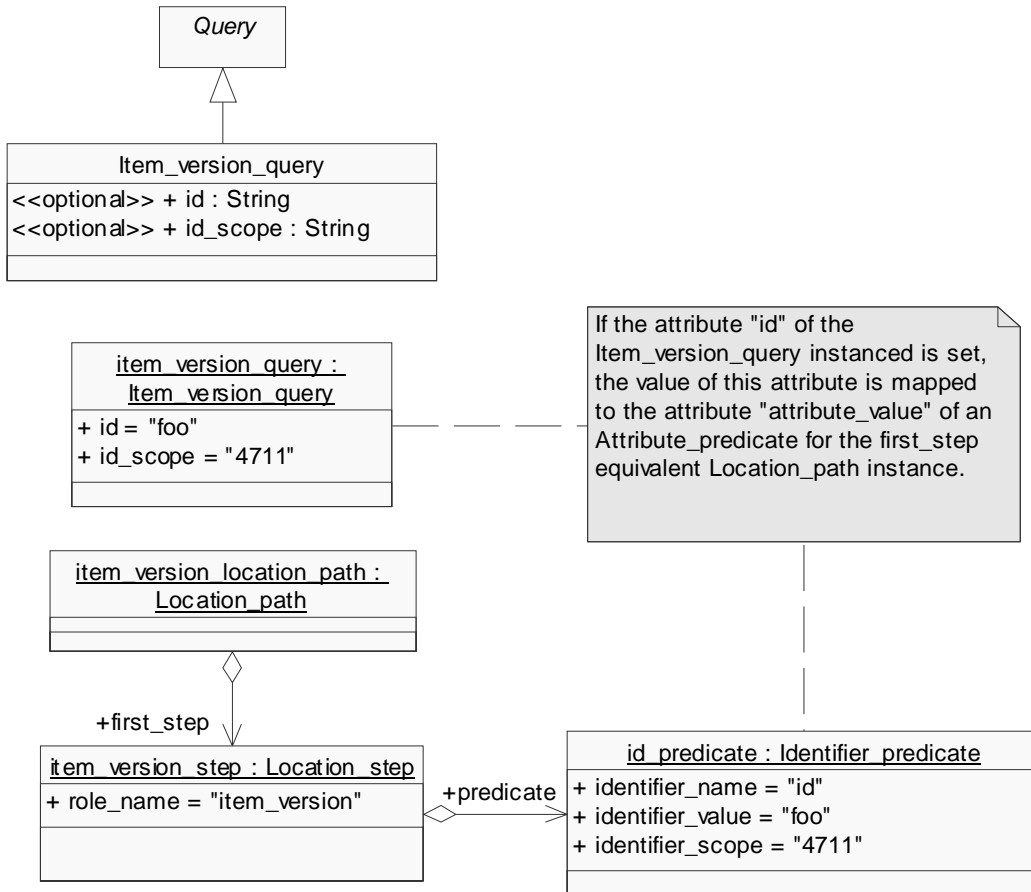 Query
Item_version_query
<<optional>> + id : String
<<optional>> + id_scope : String
item_version_query :
Item_version_query
+ id = "foo"
+ id_scope = "4711"
If the attribute "id" of the
Item_version_query instanced is set,
the value of this attribute is mapped
to the attribute "attribute_value" of an
Attribute_predicate for the first_step
equivalent Location_path instance.
item_version_location_path :
Location_path
+first_step
item_version_step : Location_step
+ role_name = "item_version"
+predicate
id_predicate : Identifier_predicate
+ identifier_name = "id"
+ identifier_value = "foo"
+ identifier_scope = "4711"